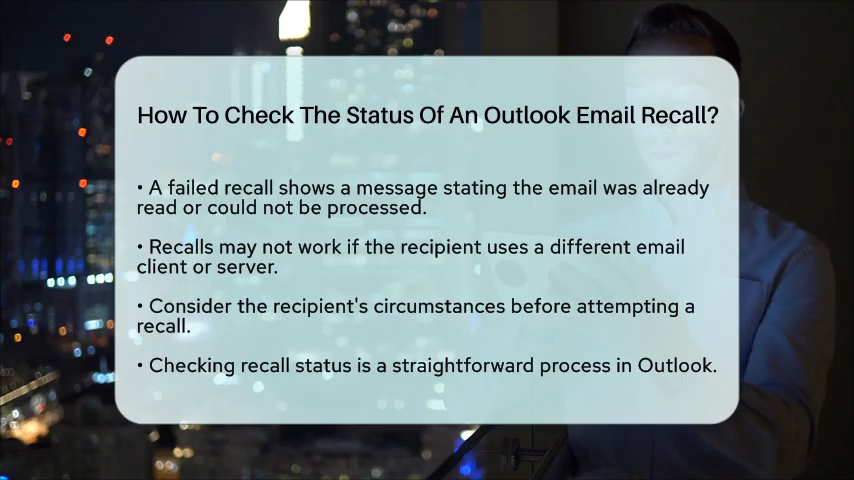 How To Check The Status Of An Outlook Email Recall?
• A failed recall shows a message stating the email was already
read or could not be processed.
• Recalls may not work if the recipient uses a different email
client or server.
• Consider the recipient's circumstances before attempting a
recall.
• Checking recall status is a straightforward process in Outlook.